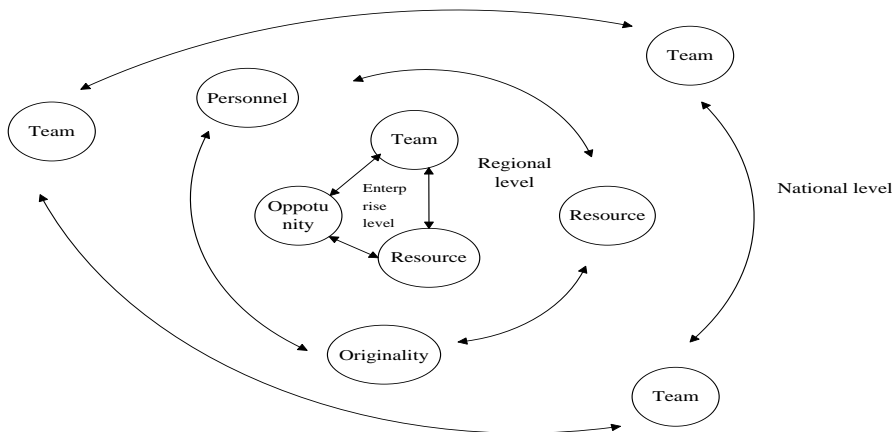 Team
Personnel
Team
Team
Regional
level
Enterp
rise
level
Oppotu
nity
Resource
Resource
National level
Originality
Team